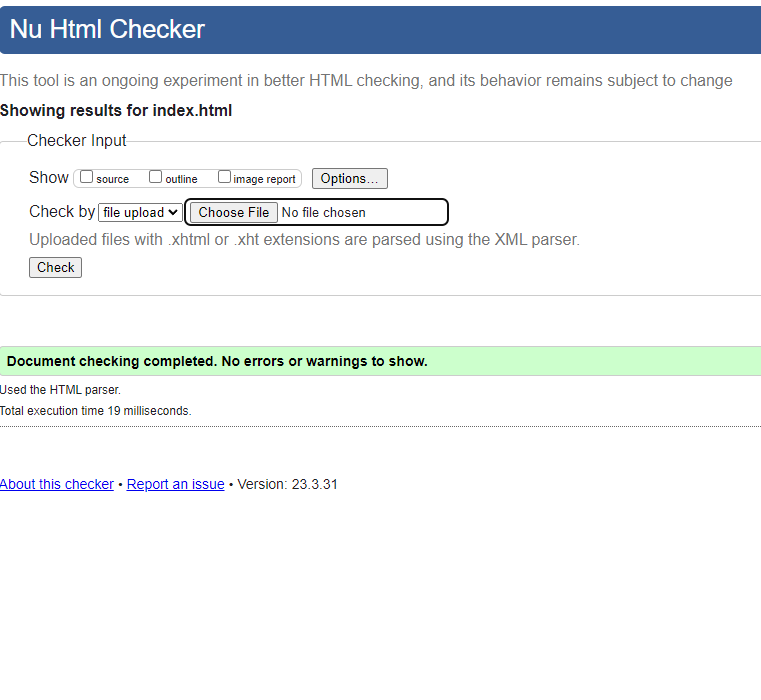 Nu Html Checker
This tool is an ongoing experiment in better HTML checking, and its behavior remains subject to change
Showing results for index.html
Checker Input
Show source outline image report Options...
Check by file upload Choose File No file chosen
Uploaded files with .xhtml or .xht extensions are parsed using the XML parser.
Check
Document checking completed. No errors or warnings to show.
Used the HTML parser.
Total execution time 19 milliseconds.
About this checker • Report an issue • Version: 23.3.31